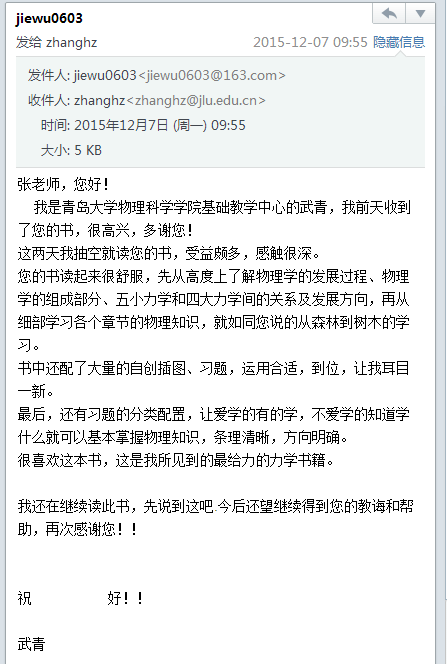 jiewu0603
发给 zhanghz 2015-12-07 09:55 隐藏信息
发件人: jiewu0603<jiewu0603@163.com>
收件人: zhanghz<zhanghz@jlu.edu.cn>
时间: 2015年12月7日 (周一) 09:55
大小: 5 KB
张老师，您好！
我是青岛大学物理科学学院基础教学中心的武青，我前天收到
了您的书，很高兴，多谢您！
这两天我抽空就读您的书，受益颇多，感触很深。
您的书读起来很舒服，先从高度上了解物理学的发展过程、物理
学的组成部分、五小力学和四大力学间的关系及发展方向，再从
细部学习各个章节的物理知识，就如同您说的从森林到树木的学
习。
书中还配了大量的自创插图、习题，运用合适，到位，让我耳目
一新。
最后，还有习题的分类配置，让爱学的有的学，不爱学的知道学
什么就可以基本掌握物理知识，条理清晰，方向明确。
很喜欢这本书，这是我所见到的最给力的力学书籍。
我还在继续读此书，先说到这吧.今后还望继续得到您的教诲和帮
助，再次感谢您！！
祝 好！！
武青